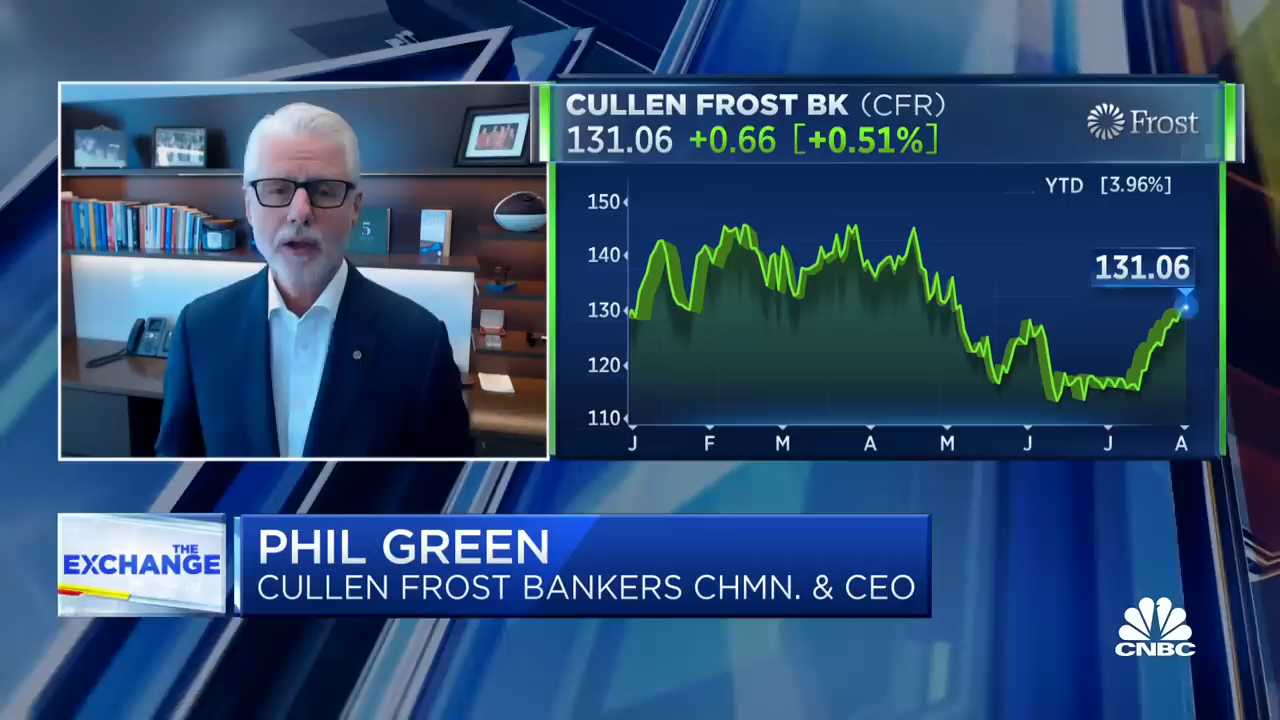 CULLEN FROST BK (CFR)
131.06 +0.66 [+0.51%]
Frost
YTD [3.96%]
150
140
130
120
110
131.06
J F M A M J J A
5
THE
EXCHANGE
PHIL GREEN
CULLEN FROST BANKERS CHMN. & CEO
CNBC